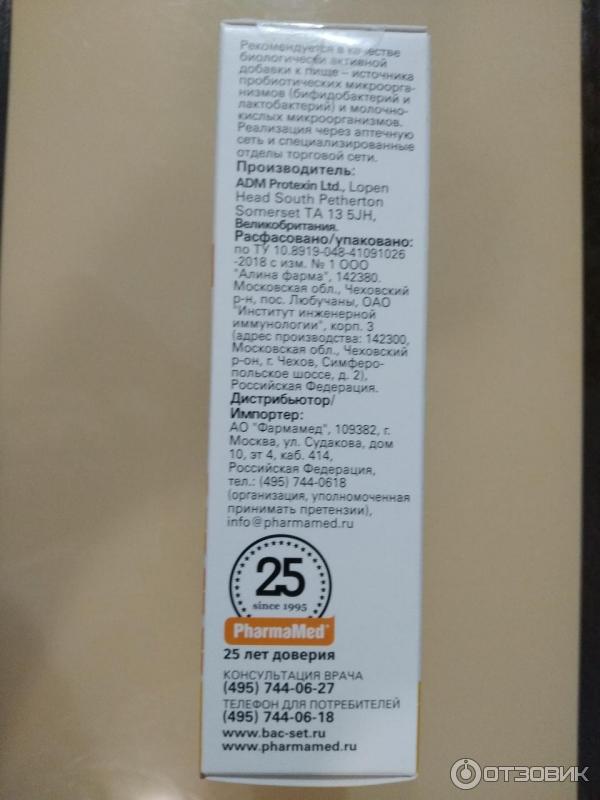 Рекомендуется в качестве
биологически активной
добавки к пище – источника
пробиотических микроорга-
низмов (бифидобактерий и
лактобактерий) и молочно-
кислых микроорганизмов.
Реализация через аптечную
сеть и специализированные
отделы торговой сети.
Производитель:
ADM Protexin Ltd., Lopen
Head South Petherton
Somerset TA 13 5JH,
Великобритания.
Расфасовано/упаковано:
по ТУ 10.8919-048-41091026
-2018 с изм. № 1 ООО
"Алина фарма", 142380.
Московская обл., Чеховский
р-н, пос. Любучаны, ОАО
"Институт инженерной
иммунологии", корп. 3
(адрес производства: 142300,
Московская обл., Чеховский
р-он, г. Чехов, Симферо-
польское шоссе, д. 2),
Российская Федерация.
Дистрибьютор/
Импортер:
АО "Фармамед", 109382, г.
Москва, ул. Судакова, дом
10, эт 4, каб. 414,
Российская Федерация,
тел.: (495) 744-0618
(организация, уполномоченная
принимать претензии),
info@pharmamed.ru
25
since 1995
PharmaMed®
25 лет доверия
КОНСУЛЬТАЦИЯ ВРАЧА
(495) 744-06-27
ТЕЛЕФОН ДЛЯ ПОТРЕБИТЕЛЕЙ
(495) 744-06-18
www.bac-set.ru
www.pharmamed.ru
ОТЗОВИК